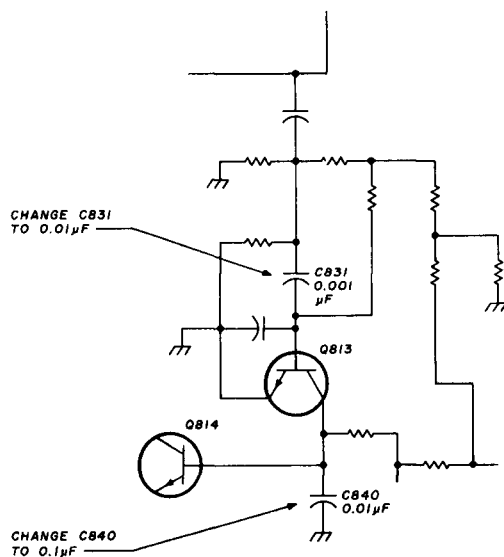 CHANGE C831
TO 0.01µF
C831
0.001
µF
Q813
Q814
C840
0.01µF
CHANGE C840
TO 0.1µF